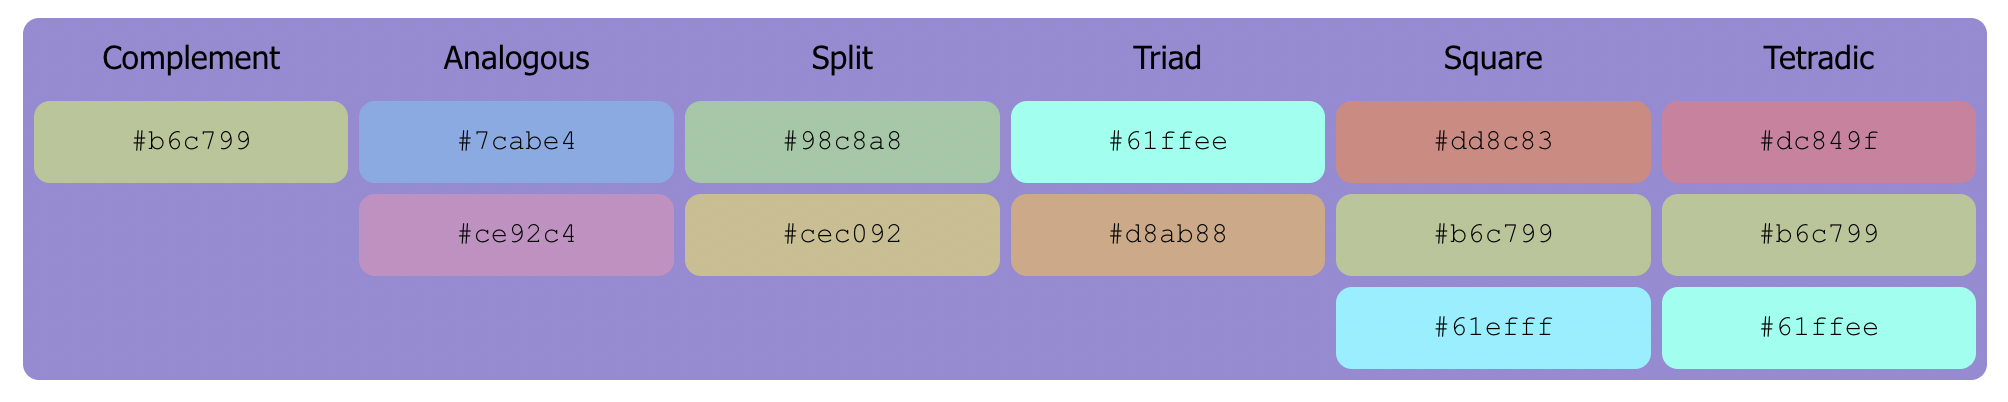 Complement Analogous Split Triad Square Tetradic
#b6c799 #7cabe4 #98c8a8 #61ffee #dd8c83 #dc849f
#ce92c4 #cec092 #d8ab88 #b6c799 #b6c799
#61efff #61ffee